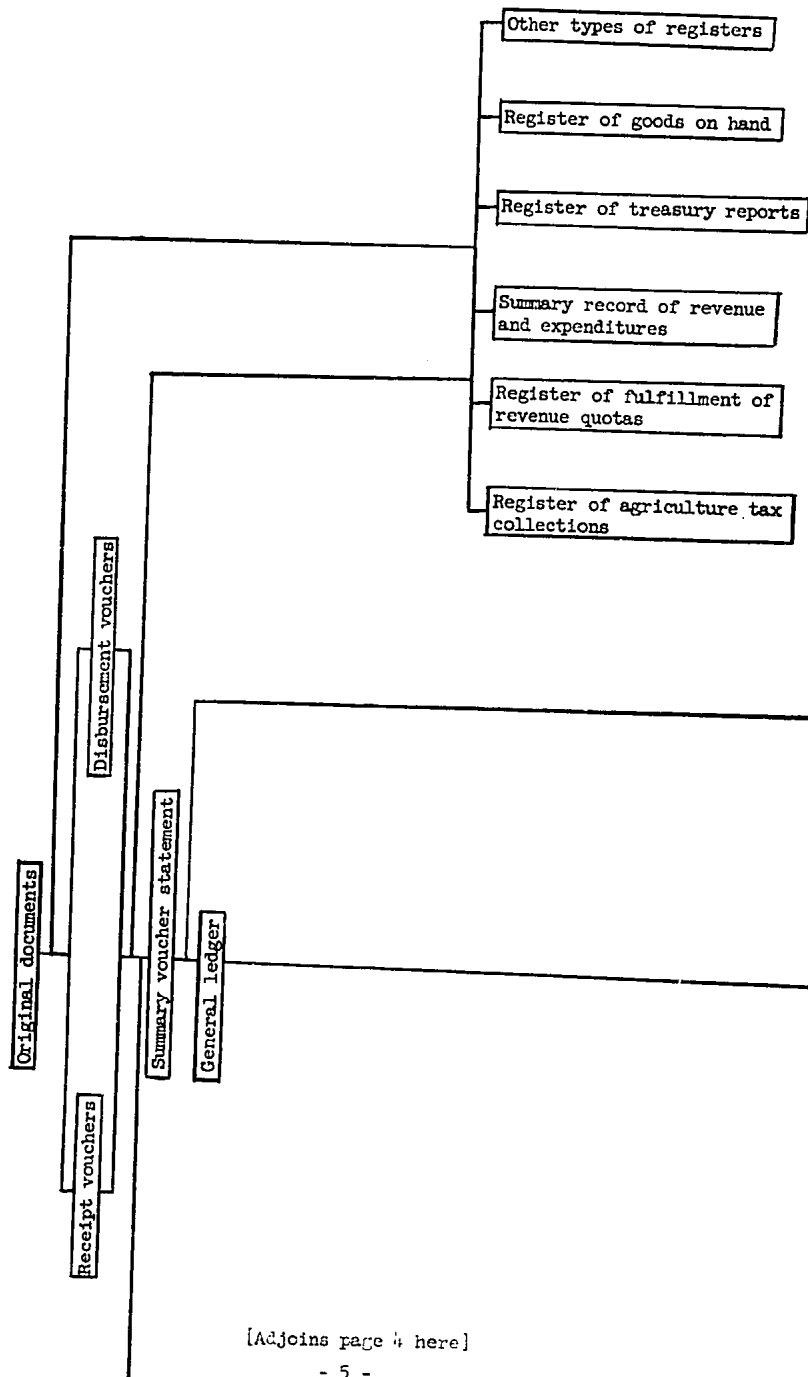 Other types of registers
Register of goods on hand
Register of treasury reports
Summary record of revenue
and expenditures
Register of fulfillment of
revenue quotas
Register of agriculture tax
collections
Disbursement vouchers
Summary voucher statement
Original documents
General ledger
Receipt vouchers
[Adjoins page 4 here]
- 5 -